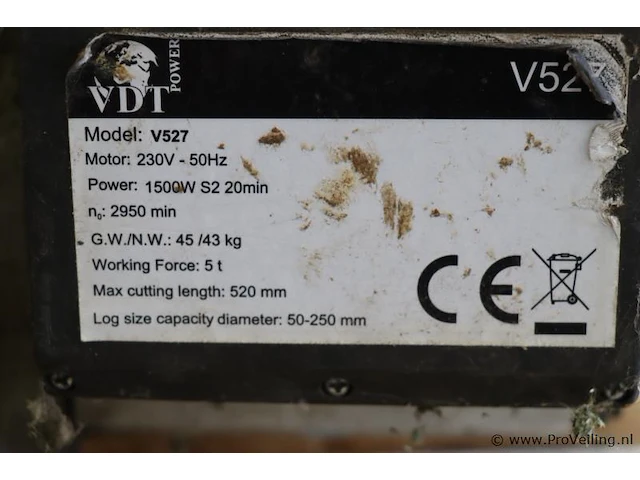 VDT POWER
V527
Model: V527
Motor: 230V - 50Hz
Power: 1500W S2 20min
n₀: 2950 min
G.W./N.W.: 45 /43 kg
Working Force: 5 t
Max cutting length: 520 mm
Log size capacity diameter: 50-250 mm
CE
© www.ProVeiling.nl